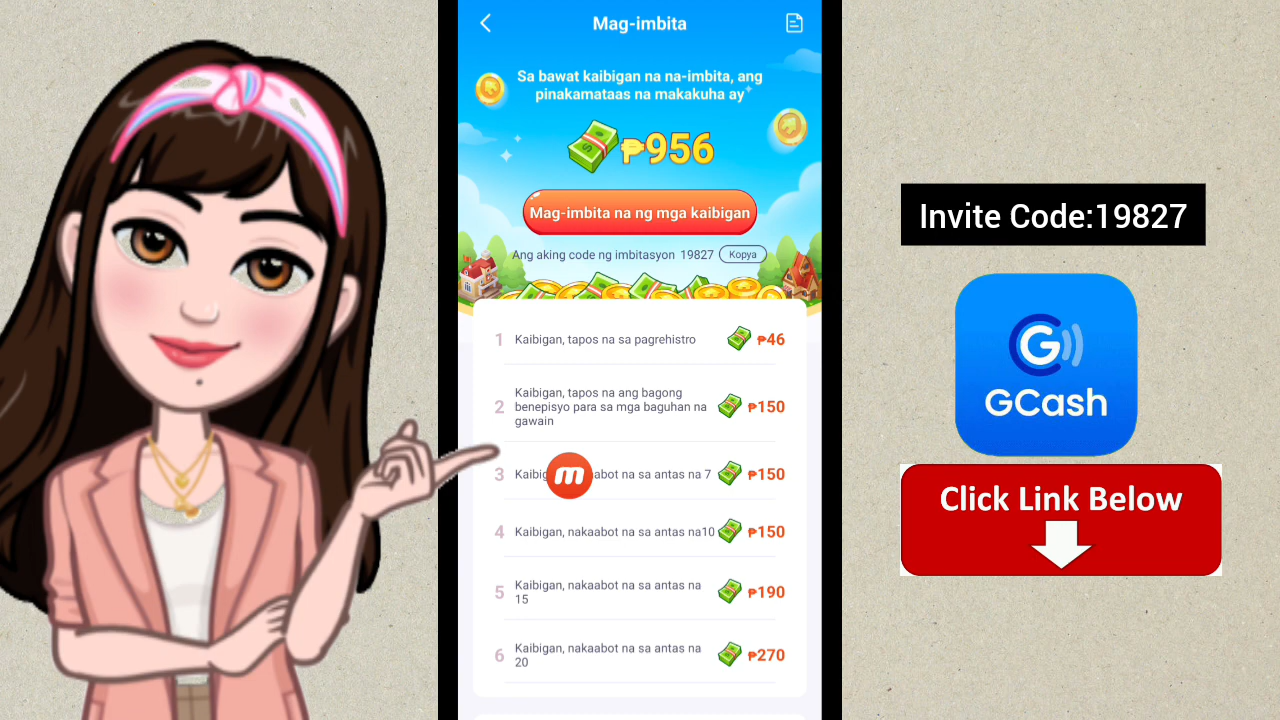 Mag-imbita
Sa bawat kaibigan na na-imbita, ang
pinakamataas na makakuha ay
₱956
Mag-imbita na ng mga kaibigan
Ang aking code ng imbitasyon 19827 Kopya
1 Kaibigan, tapos na sa pagrehistro ₱46
Kaibigan, tapos na ang bagong
2 benepisyo para sa mga baguhan na ₱150
gawain
3 na sa antas na 7 ₱150
4 Kaibigan, nakaabot na sa antas na10 ₱150
Kaibigan, nakaabot na sa antas na
5 15 ₱190
Kaibigan, nakaabot na sa antas na
6 20 ₱270
Invite Code:19827
G
GCash
Click Link Below